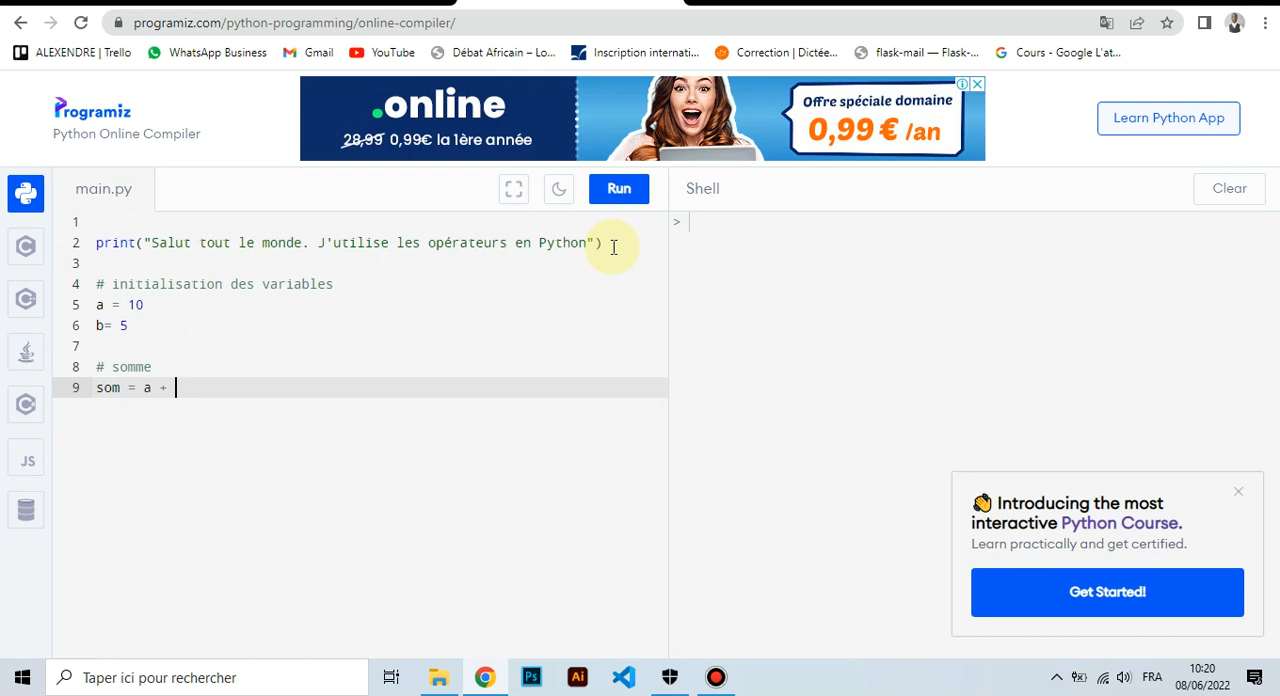 programiz.com/python-programming/online-compiler/
ALEXENDRE | Trello
WhatsApp Business
Gmail
YouTube
Débat Africain – Lo...
Inscription internati...
Correction | Dictée...
flask-mail — Flask-...
Cours - Google L'at...
Programiz
Python Online Compiler
.online
28,99 0,99€ la 1ère année
Offre spéciale domaine
0,99 € /an
Learn Python App
main.py
Run
Shell
Clear
1
2 print("Salut tout le monde. J'utilise les opérateurs en Python")
3
4 # initialisation des variables
5 a = 10
6 b= 5
7
8 # somme
9 som = a +
>
JS
Introducing the most
interactive Python Course.
Learn practically and get certified.
Get Started!
Taper ici pour rechercher
Ps
Ai
FRA
10:20
08/06/2022